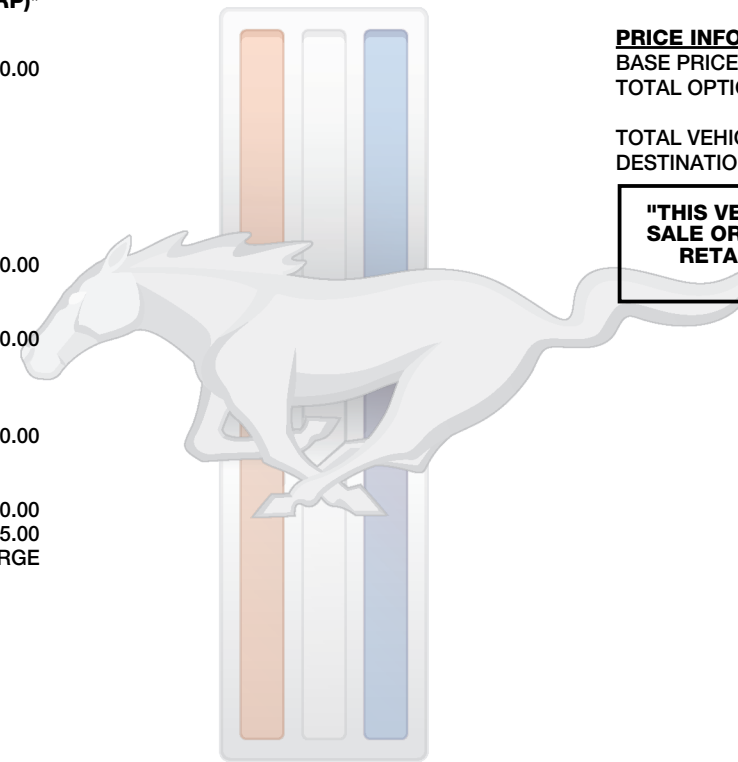 AP)*
0.00
0.00
0.00
0.00
0.00
5.00
RGE
PRICE INFO
BASE PRICE
TOTAL OPTIO
TOTAL VEHIC
DESTINATIO
"THIS VE
SALE OR
RETA